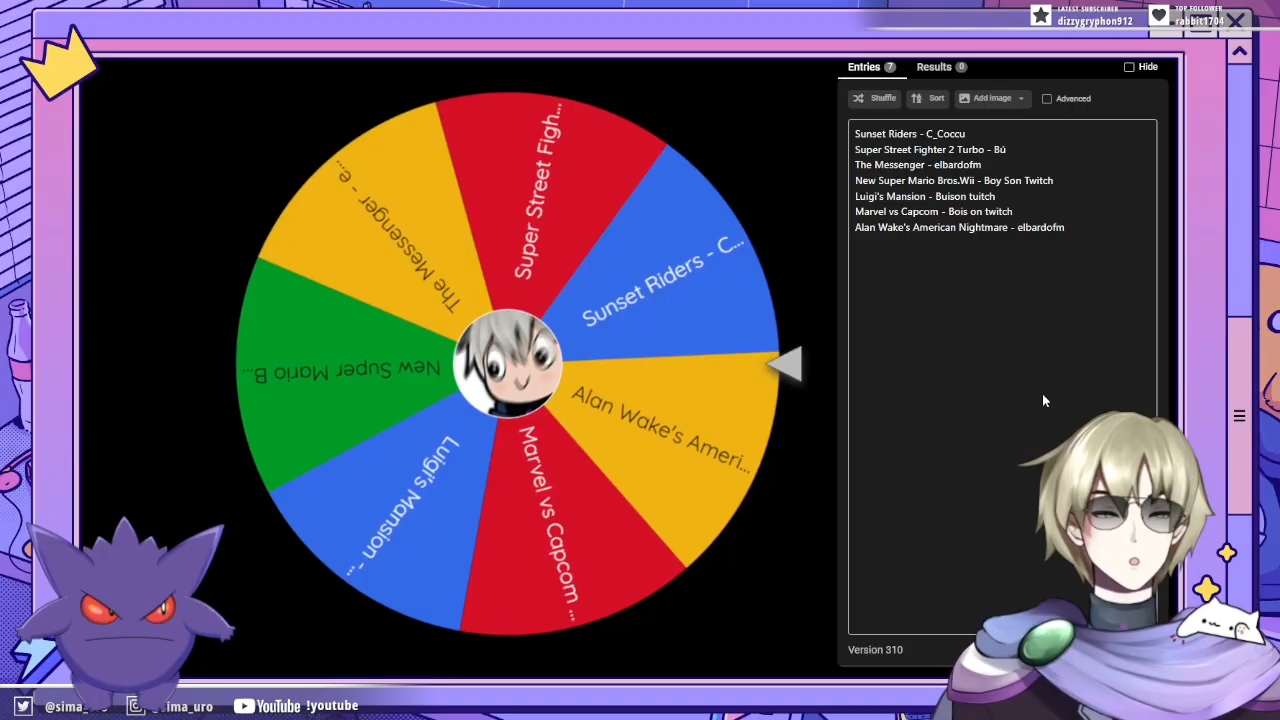 LATEST SUBSCRIBER
dizzygryphon912
TOP FOLLOWER
rabbit1704
Entries 7
Results 0
Hide
Shuffle
Sort
Add image
Advanced
Sunset Riders - C_Coccu
Super Street Fighter 2 Turbo - Bú
The Messenger - elbardofm
New Super Mario Bros.Wii - Boy Son Twitch
Luigi's Mansion - Buison tuitch
Marvel vs Capcom - Bois on twitch
Alan Wake's American Nightmare - elbardofm
Super Street Figh...
Sunset Riders - C...
Alan Wake's Ameri...
Marvel vs Capcom ...
Luigi's Mansion - ...
New Super Mario B...
The Messenger - e...
Version 310
YouTube !youtube